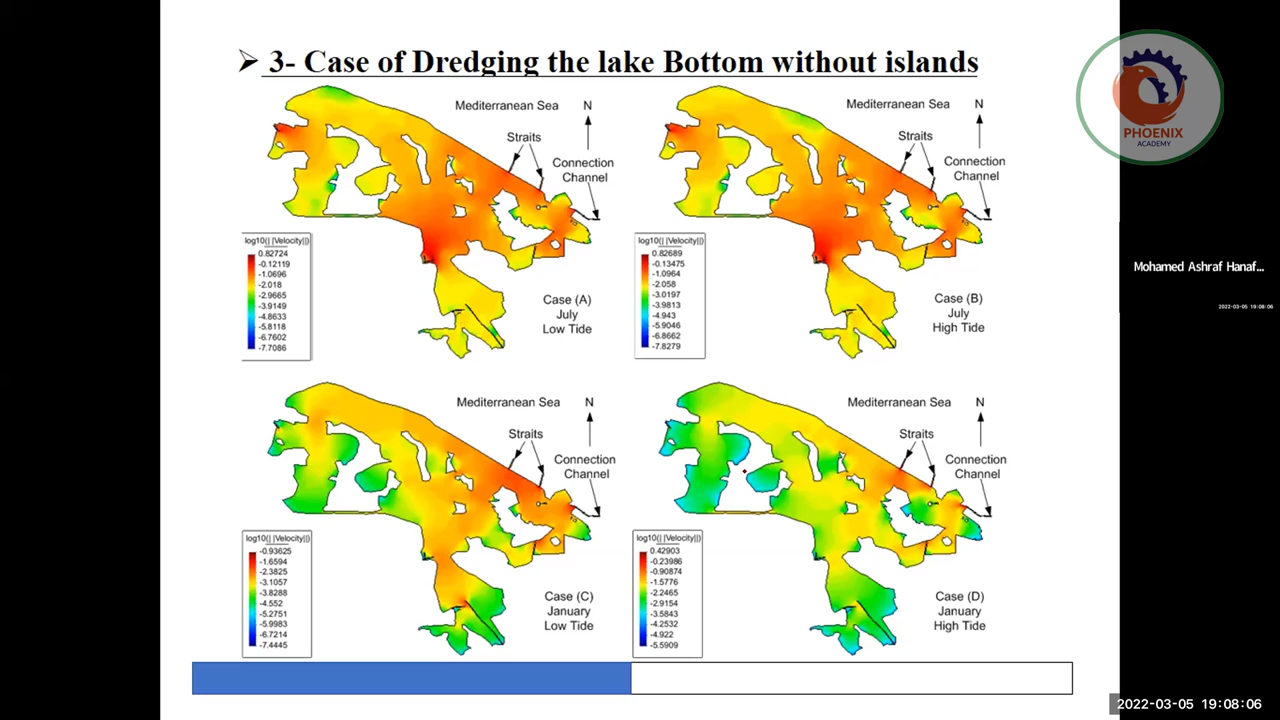 ➢ 3- Case of Dredging the lake Bottom without islands
PHOENIX
ACADEMY
Mediterranean Sea
N
Straits
Connection
Channel
log10(| |Velocity||)
0.82724
-0.12119
-1.0696
-2.018
-2.9665
-3.9149
-4.8633
-5.8118
-6.7602
-7.7086
Case (A)
July
Low Tide
Mediterranean Sea
N
Straits
Connection
Channel
log10(| |Velocity||)
0.82689
-0.13475
-1.0964
-2.058
-3.0197
-3.9813
-4.943
-5.9046
-6.8662
-7.8279
Case (B)
July
High Tide
Mohamed Ashraf Hanaf...
2022-03-05 19:08:06
Mediterranean Sea
N
Straits
Connection
Channel
log10(| |Velocity||)
-0.93625
-1.6594
-2.3825
-3.1057
-3.8288
-4.552
-5.2751
-5.9983
-6.7214
-7.4445
Case (C)
January
Low Tide
Mediterranean Sea
N
Straits
Connection
Channel
log10(| |Velocity||)
0.42903
-0.23986
-0.90874
-1.5776
-2.2465
-2.9154
-3.5843
-4.2532
-4.922
-5.5909
Case (D)
January
High Tide
2022-03-05 19:08:06